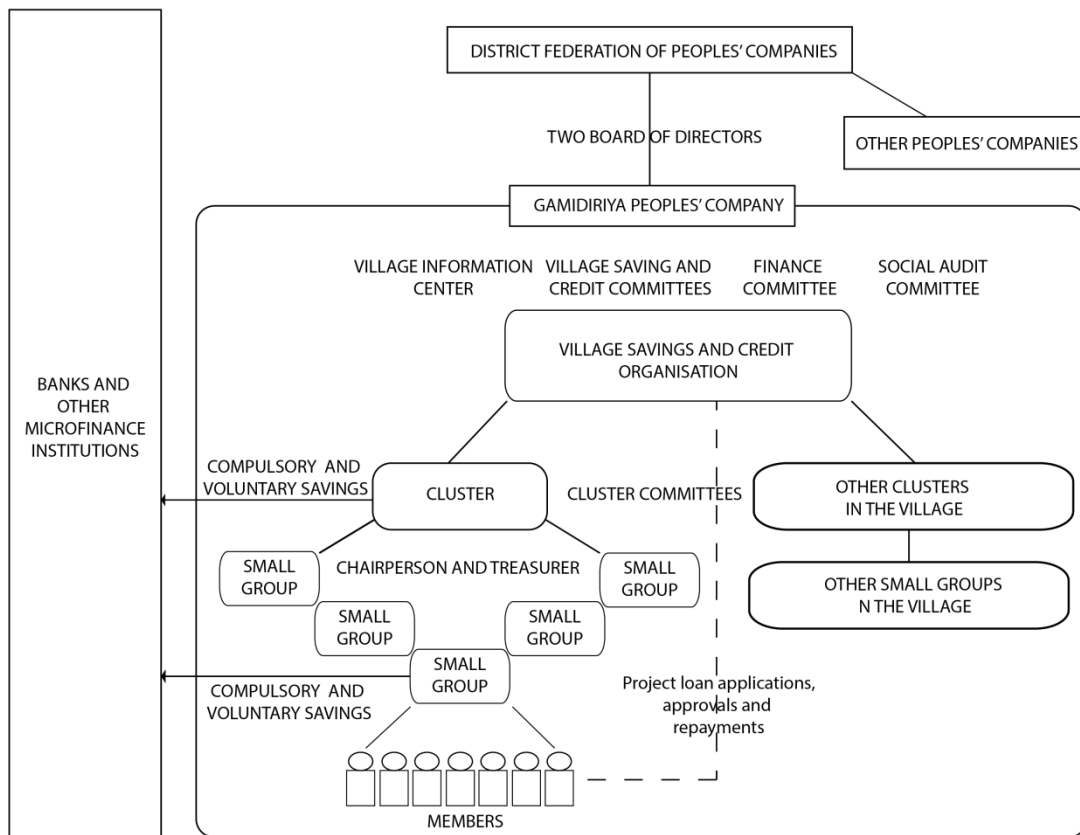 DISTRICT FEDERATION OF PEOPLES' COMPANIES
TWO BOARD OF DIRECTORS
OTHER PEOPLES' COMPANIES
GAMIDIRIYA PEOPLES' COMPANY
VILLAGE INFORMATION
CENTER
VILLAGE SAVING AND
CREDIT COMMITTEES
FINANCE
COMMITTEE
SOCIAL AUDIT
COMMITTEE
VILLAGE SAVINGS AND CREDIT
ORGANISATION
BANKS AND
OTHER
MICROFINANCE
INSTITUTIONS
COMPULSORY AND
VOLUNTARY SAVINGS
CLUSTER
CLUSTER COMMITTEES
OTHER CLUSTERS
IN THE VILLAGE
SMALL
GROUP
CHAIRPERSON AND TREASURER
SMALL
GROUP
OTHER SMALL GROUPS
N THE VILLAGE
SMALL
GROUP
SMALL
GROUP
SMALL
GROUP
COMPULSORY AND
VOLUNTARY SAVINGS
Project loan applications,
approvals and
repayments
MEMBERS